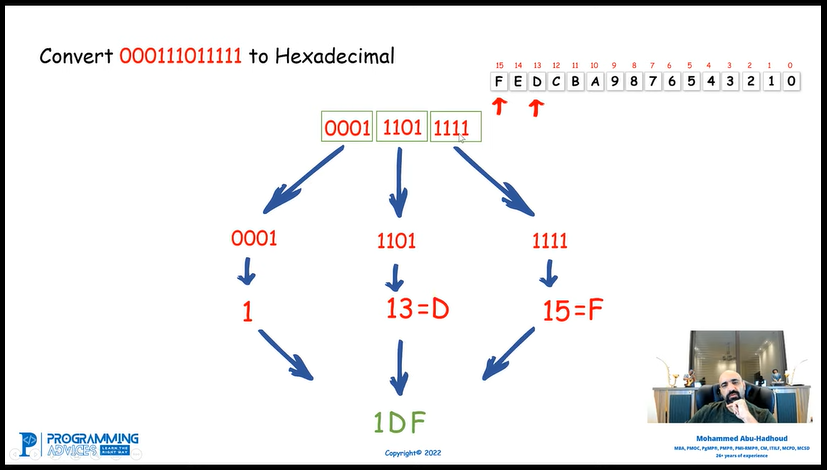 Convert 000111011111 to Hexadecimal
15 14 13 12 11 10 9 8 7 6 5 4 3 2 1 0
F E D C B A 9 8 7 6 5 4 3 2 1 0
0001 1101 1111
0001 1101 1111
1 13=D 15=F
1DF
PROGRAMMING
ADVICES LEARN THE RIGHT WAY
Copyright© 2022
Mohammed Abu-Hadhoud
MBA, PMOC, PgMP®, PMP®, PMI-RMP®, CM, ITILF, MCPD, MCSD
26+ years of experience